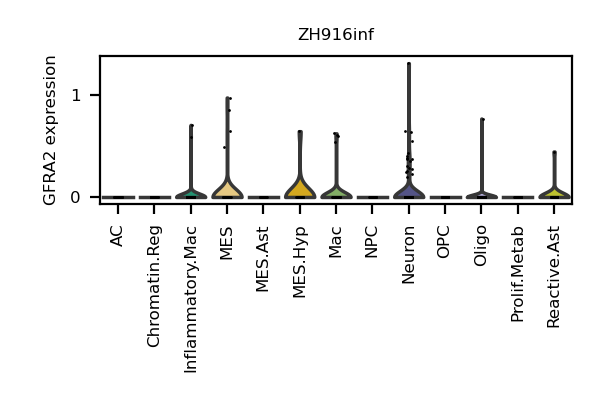 ZH916inf
GFRA2 expression
1
0
AC
Chromatin.Reg
Inflammatory.Mac
MES
MES.Ast
MES.Hyp
Mac
NPC
Neuron
OPC
Oligo
Prolif.Metab
Reactive.Ast